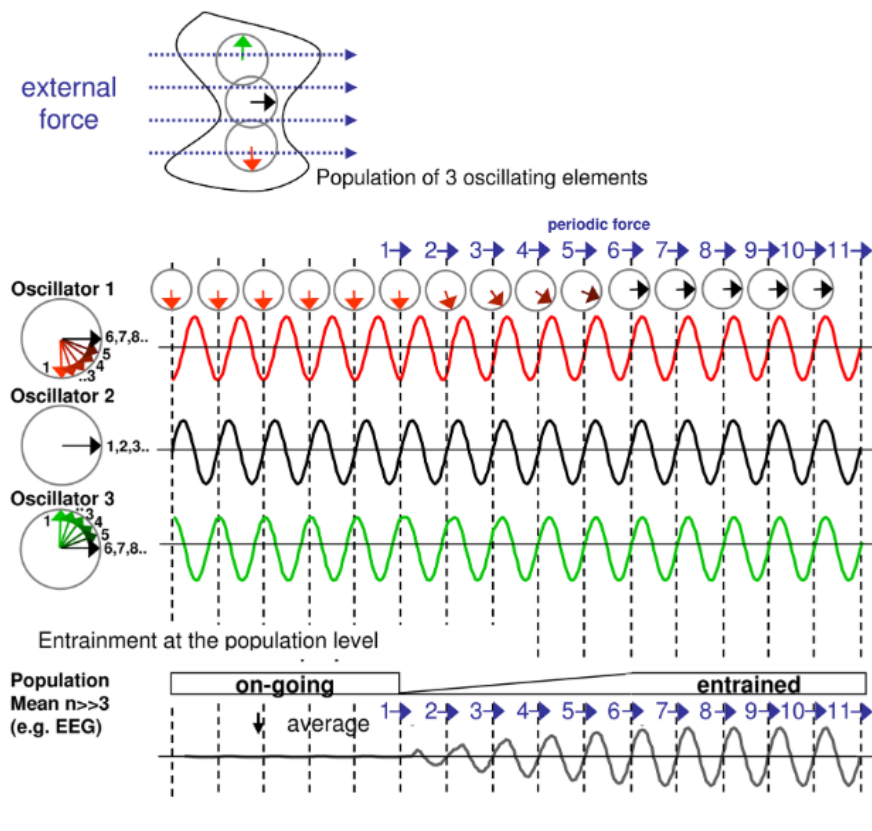 external
force
Population of 3 oscillating elements
periodic force
1 2 3 4 5 6 7 8 9 10 11
Oscillator 1
6,7,8..
5
4
..3
1
Oscillator 2
1,2,3..
Oscillator 3
1
..3
4
5
6,7,8..
Entrainment at the population level
Population
Mean n>>3
(e.g. EEG)
on-going
entrained
average
1 2 3 4 5 6 7 8 9 10 11